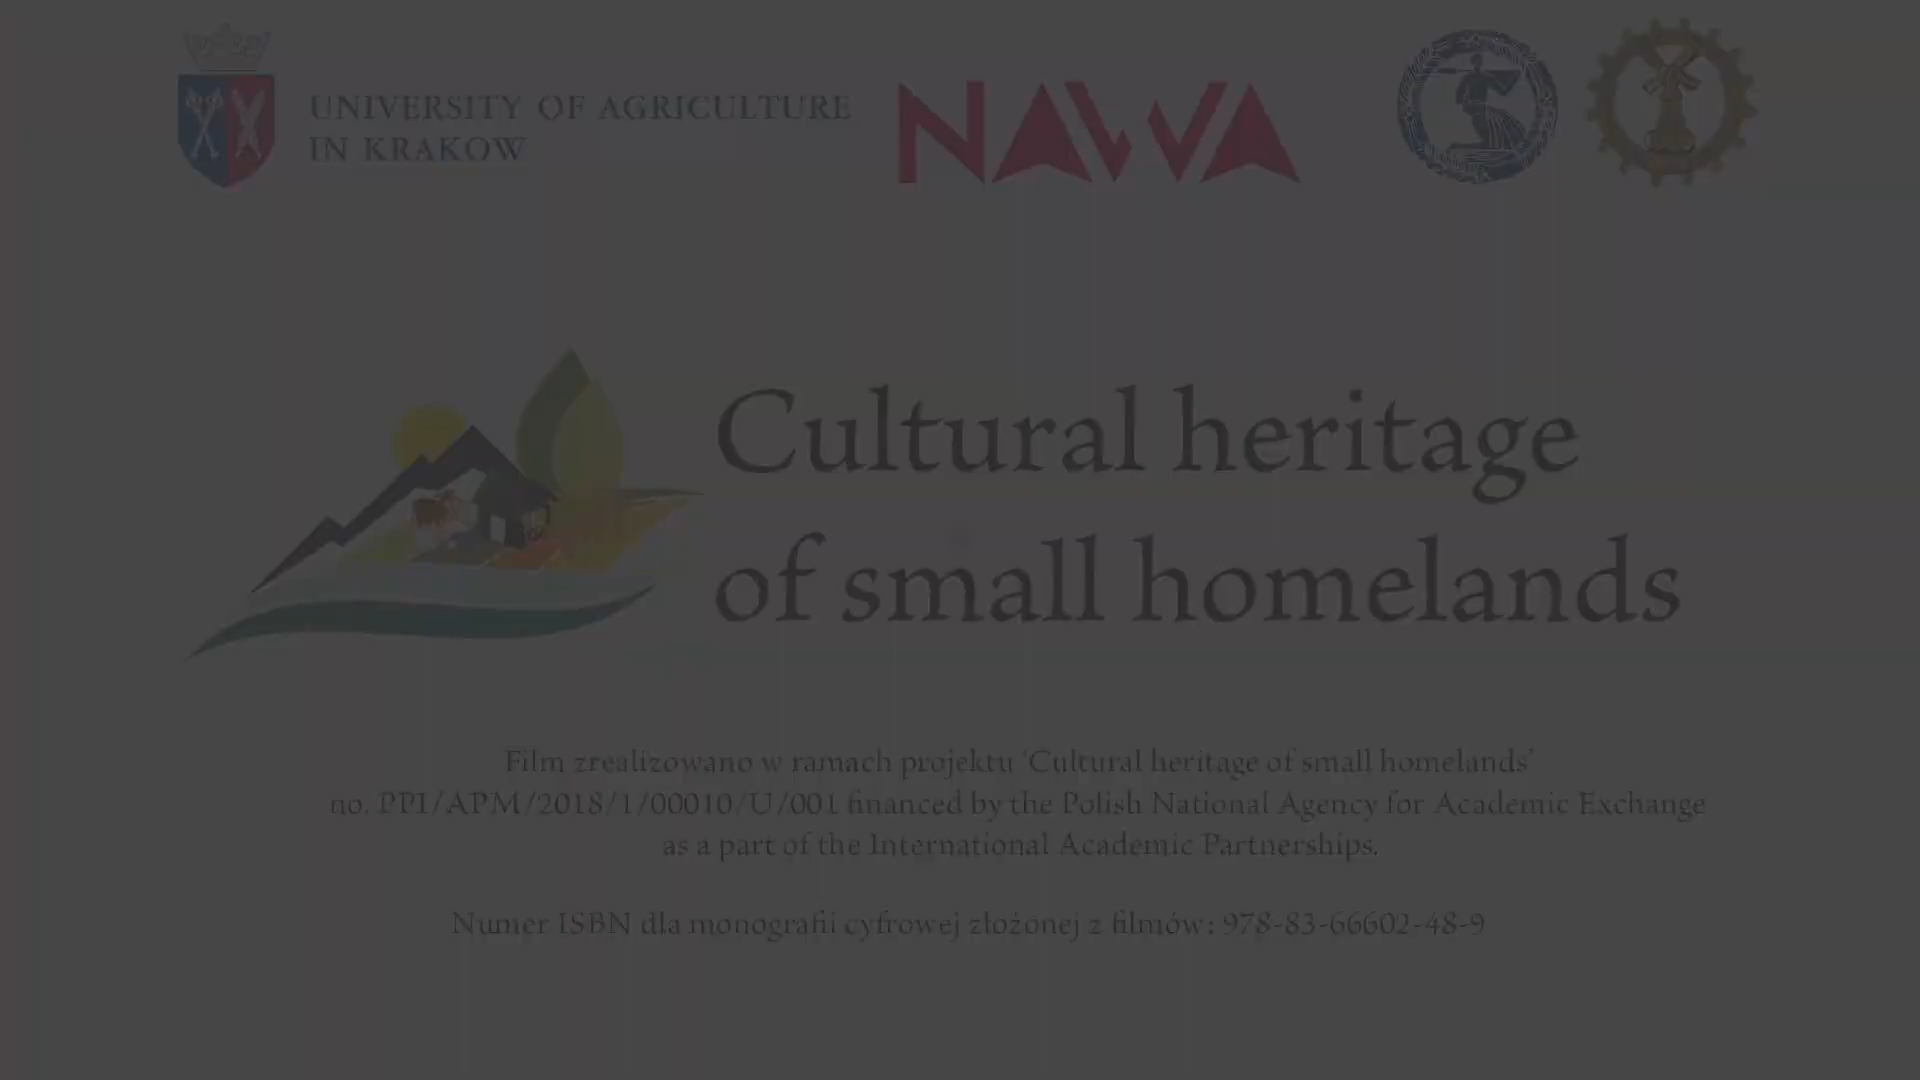 UNIVERSITY OF AGRICULTURE
IN KRAKOW
NAWA
Cultural heritage
of small homelands
Film zrealizowano w ramach projektu 'Cultural heritage of small homelands'
no. PPI/APM/2018/1/00010/U/001 financed by the Polish National Agency for Academic Exchange
as a part of the International Academic Partnerships.
Numer ISBN dla monografii cyfrowej złożonej z filmów: 978-83-66602-48-9